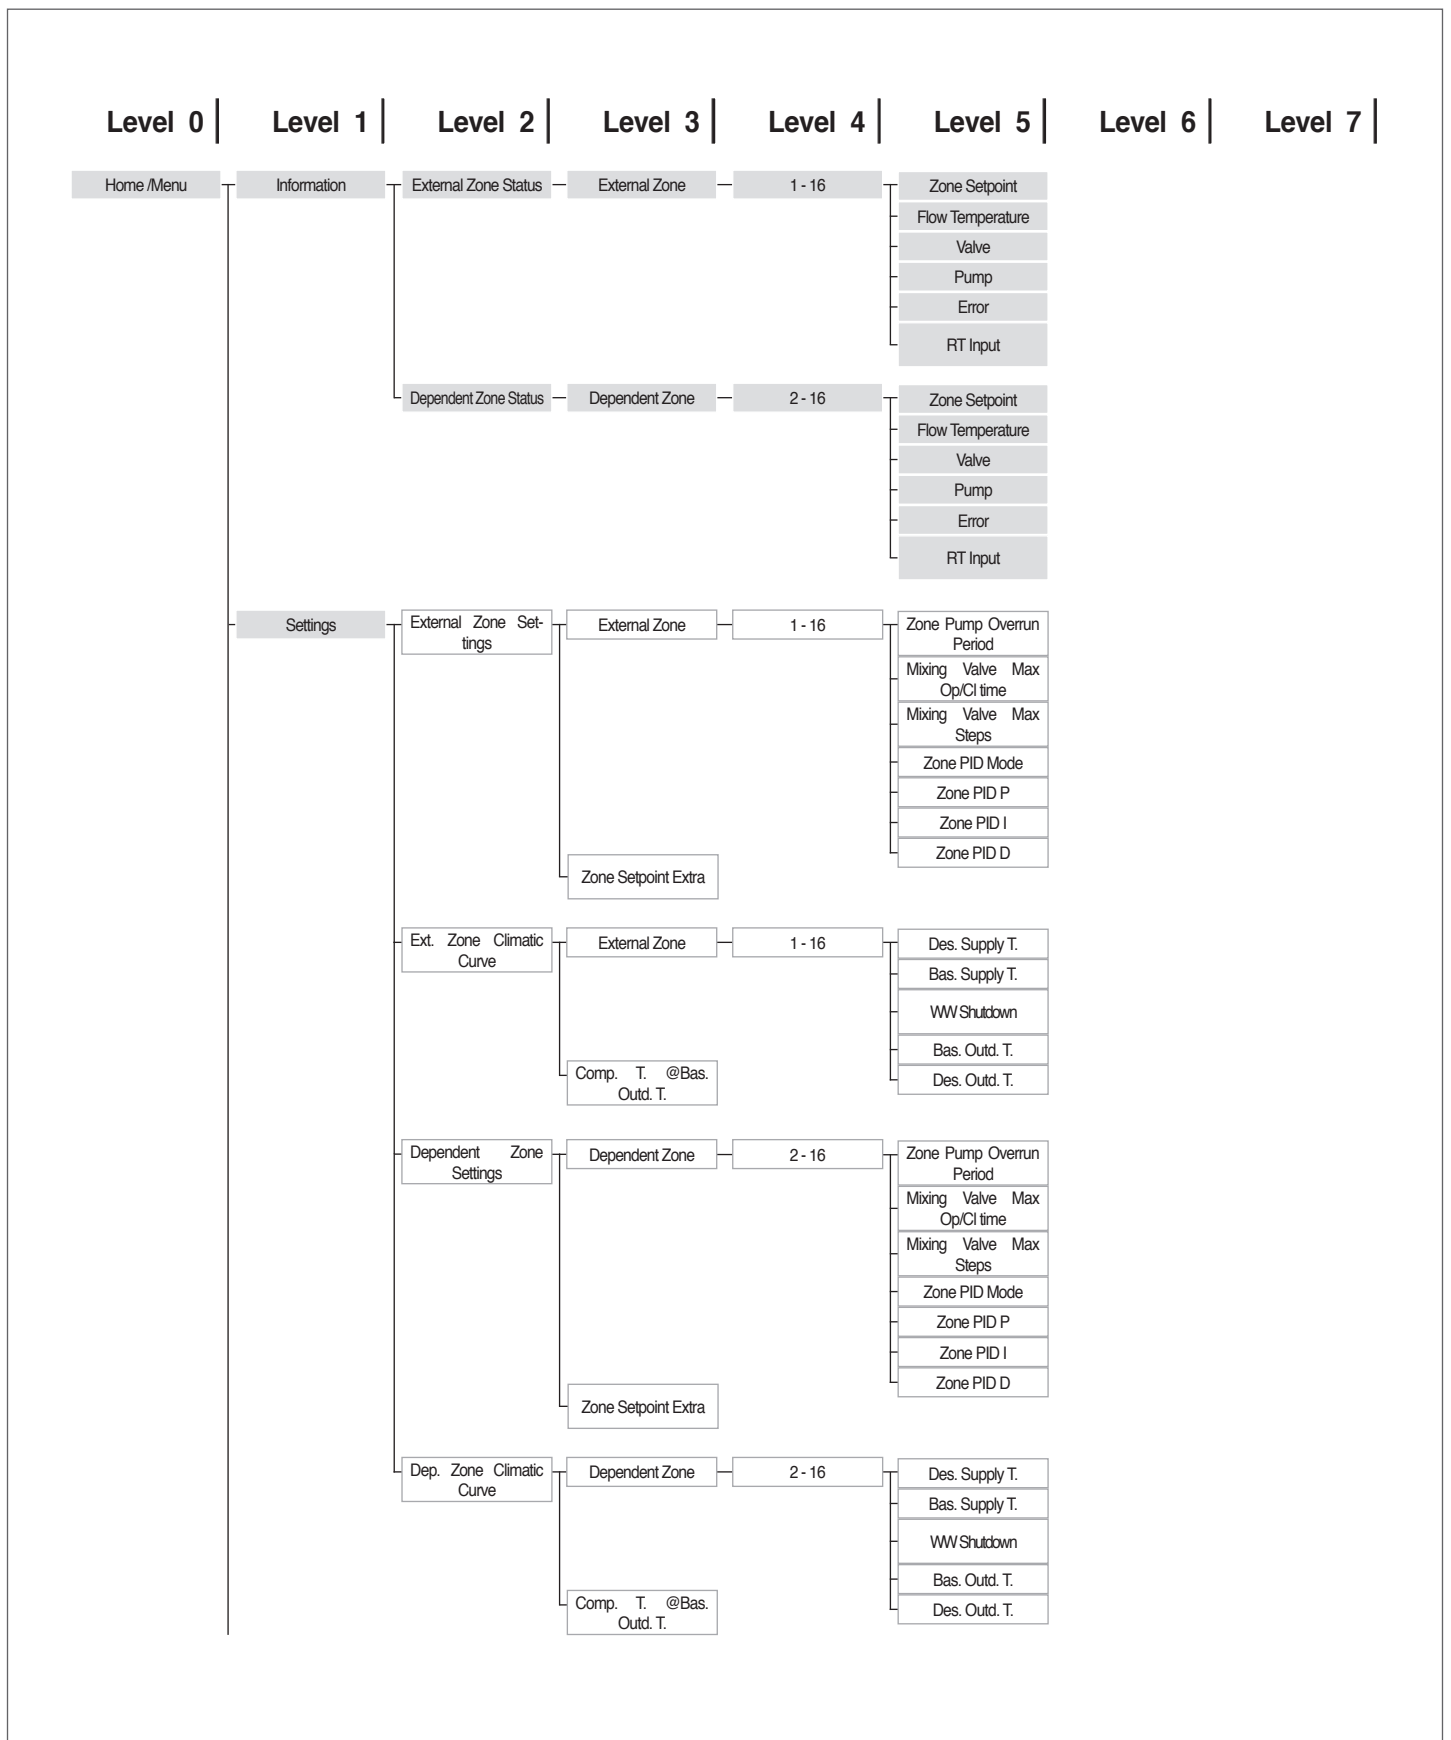 Level 0 Level 1 Level 2 Level 3 Level 4 Level 5 Level 6 Level 7
Home /Menu Information External Zone Status External Zone 1 - 16 Zone Setpoint
Flow Temperature
Valve
Pump
Error
RT Input
Dependent Zone Status Dependent Zone 2 - 16 Zone Setpoint
Flow Temperature
Valve
Pump
Error
RT Input
Settings
External Zone Set-
tings
External Zone
1 - 16
Zone Pump Overrun
Period
Mixing Valve Max
Op/Cl time
Mixing Valve Max
Steps
Zone PID Mode
Zone PID P
Zone PID I
Zone PID D
Zone Setpoint Extra
Ext. Zone Climatic
Curve
External Zone
1 - 16
Des. Supply T.
Bas. Supply T.
WW Shutdown
Bas. Outd. T.
Des. Outd. T.
Comp. T. @Bas.
Outd. T.
Dependent Zone
Settings
Dependent Zone
2 - 16
Zone Pump Overrun
Period
Mixing Valve Max
Op/Cl time
Mixing Valve Max
Steps
Zone PID Mode
Zone PID P
Zone PID I
Zone PID D
Zone Setpoint Extra
Dep. Zone Climatic
Curve
Dependent Zone
2 - 16
Des. Supply T.
Bas. Supply T.
WW Shutdown
Bas. Outd. T.
Des. Outd. T.
Comp. T. @Bas.
Outd. T.